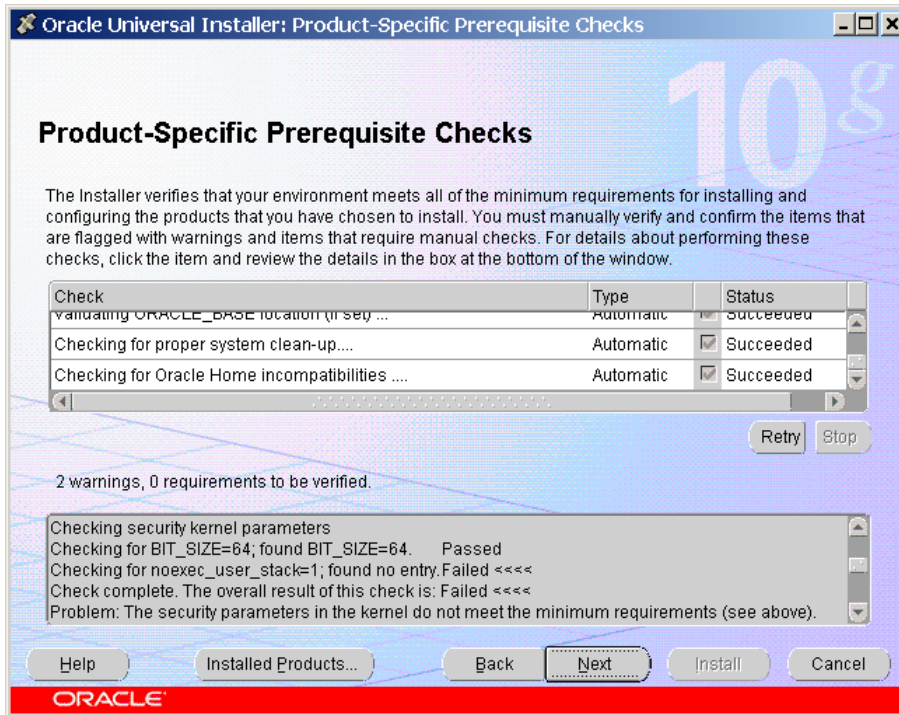 Oracle Universal Installer: Product-Specific Prerequisite Checks
10g
Product-Specific Prerequisite Checks
The Installer verifies that your environment meets all of the minimum requirements for installing and
configuring the products that you have chosen to install. You must manually verify and confirm the items that
are flagged with warnings and items that require manual checks. For details about performing these
checks, click the item and review the details in the box at the bottom of the window.
Check Type Status
Validating ORACLE_BASE location (if set) ... Automatic Succeeded
Checking for proper system clean-up.... Automatic Succeeded
Checking for Oracle Home incompatibilities .... Automatic Succeeded
Retry Stop
2 warnings, 0 requirements to be verified.
Checking security kernel parameters
Checking for BIT_SIZE=64; found BIT_SIZE=64. Passed
Checking for noexec_user_stack=1; found no entry.Failed <<<<
Check complete. The overall result of this check is: Failed <<<<
Problem: The security parameters in the kernel do not meet the minimum requirements (see above).
Help Installed Products... Back Next Install Cancel
ORACLE